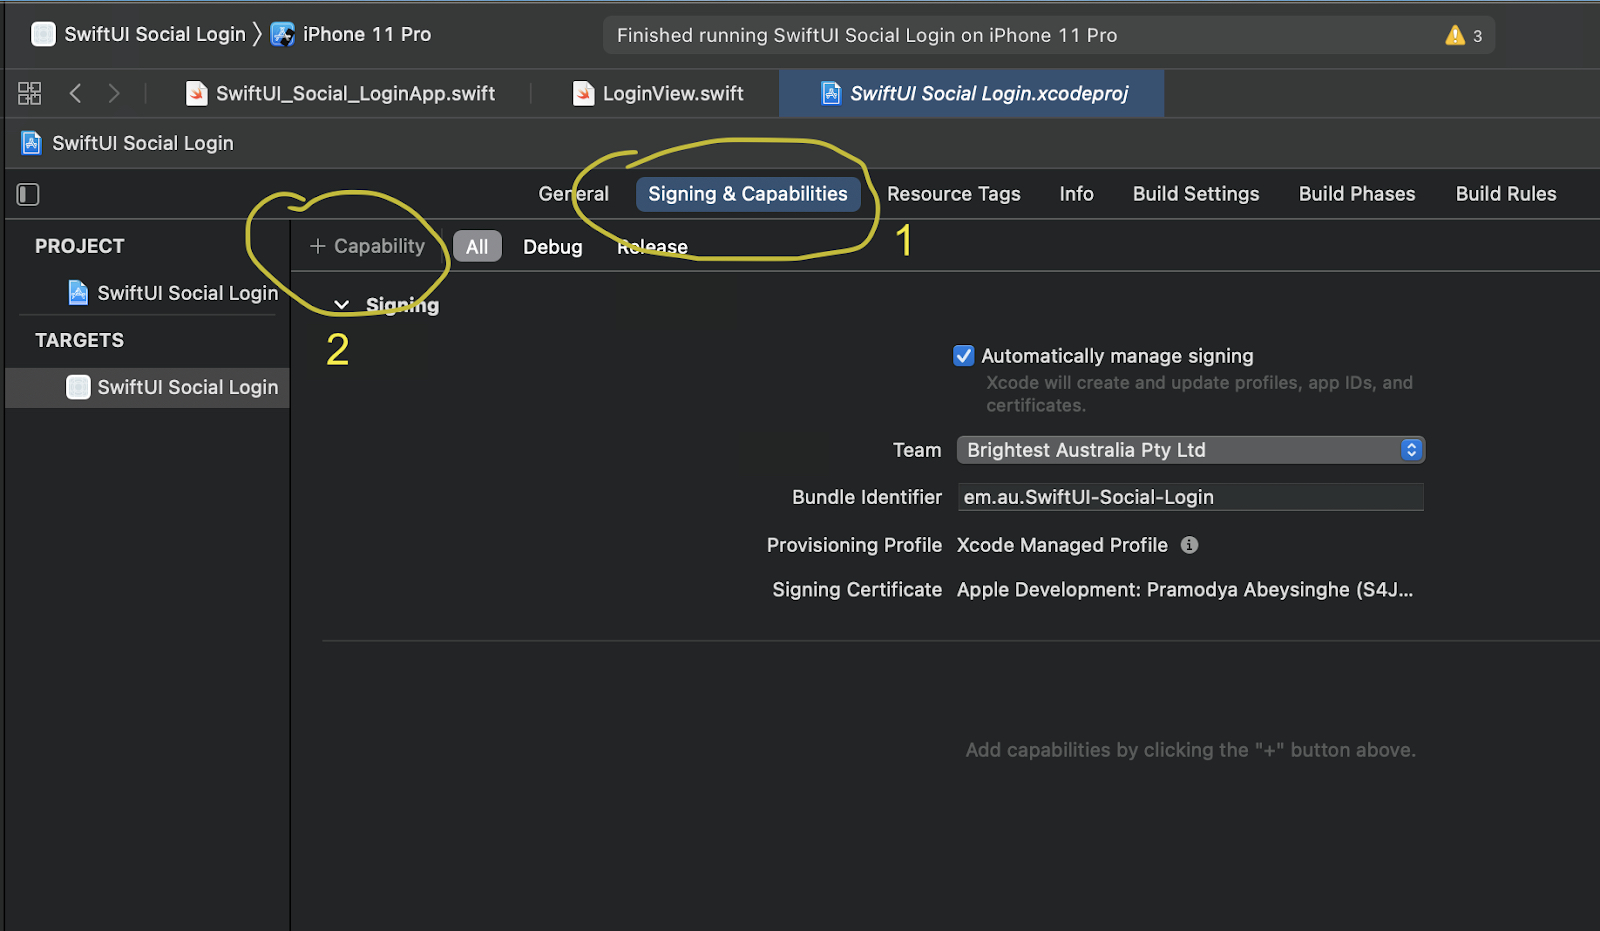 SwiftUI Social Login 〉 iPhone 11 Pro
Finished running SwiftUI Social Login on iPhone 11 Pro
3
SwiftUI_Social_LoginApp.swift
LoginView.swift
SwiftUI Social Login.xcodeproj
SwiftUI Social Login
General
Signing & Capabilities
Resource Tags
Info
Build Settings
Build Phases
Build Rules
1
PROJECT
SwiftUI Social Login
TARGETS
SwiftUI Social Login
+ Capability
All
Debug
Release
Signing
2
Automatically manage signing
Xcode will create and update profiles, app IDs, and
certificates.
Team
Brightest Australia Pty Ltd
Bundle Identifier
em.au.SwiftUI-Social-Login
Provisioning Profile
Xcode Managed Profile
Signing Certificate
Apple Development: Pramodya Abeysinghe (S4J...
Add capabilities by clicking the "+" button above.